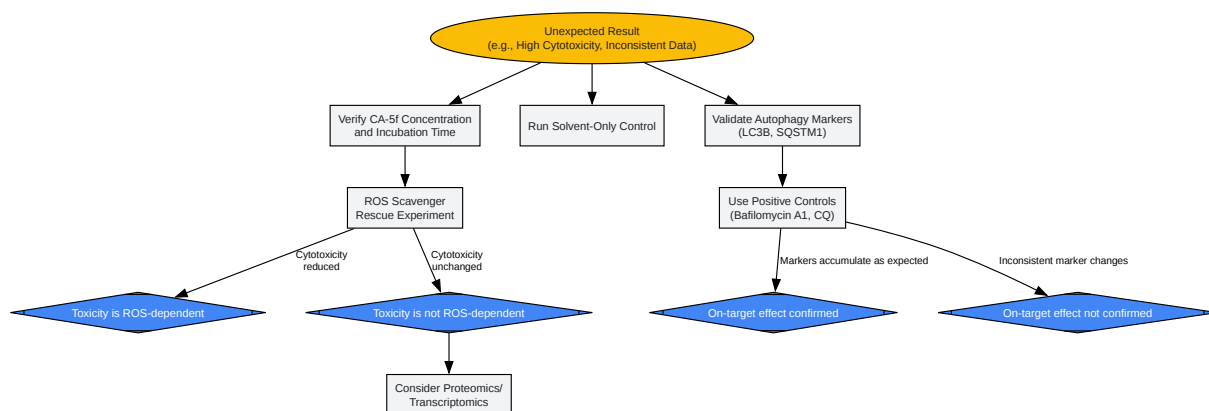 Unexpected Result
(e.g., High Cytotoxicity, Inconsistent Data)
Verify CA-5f Concentration
and Incubation Time
Run Solvent-Only Control
Validate Autophagy Markers
(LC3B, SQSTM1)
ROS Scavenger
Rescue Experiment
Use Positive Controls
(Bafilomycin A1, CQ)
Cytotoxicity
reduced
Cytotoxicity
unchanged
Markers accumulate as expected
Inconsistent marker changes
Toxicity is ROS-dependent
Toxicity is not ROS-dependent
On-target effect confirmed
On-target effect not confirmed
Consider Proteomics/
Transcriptomics